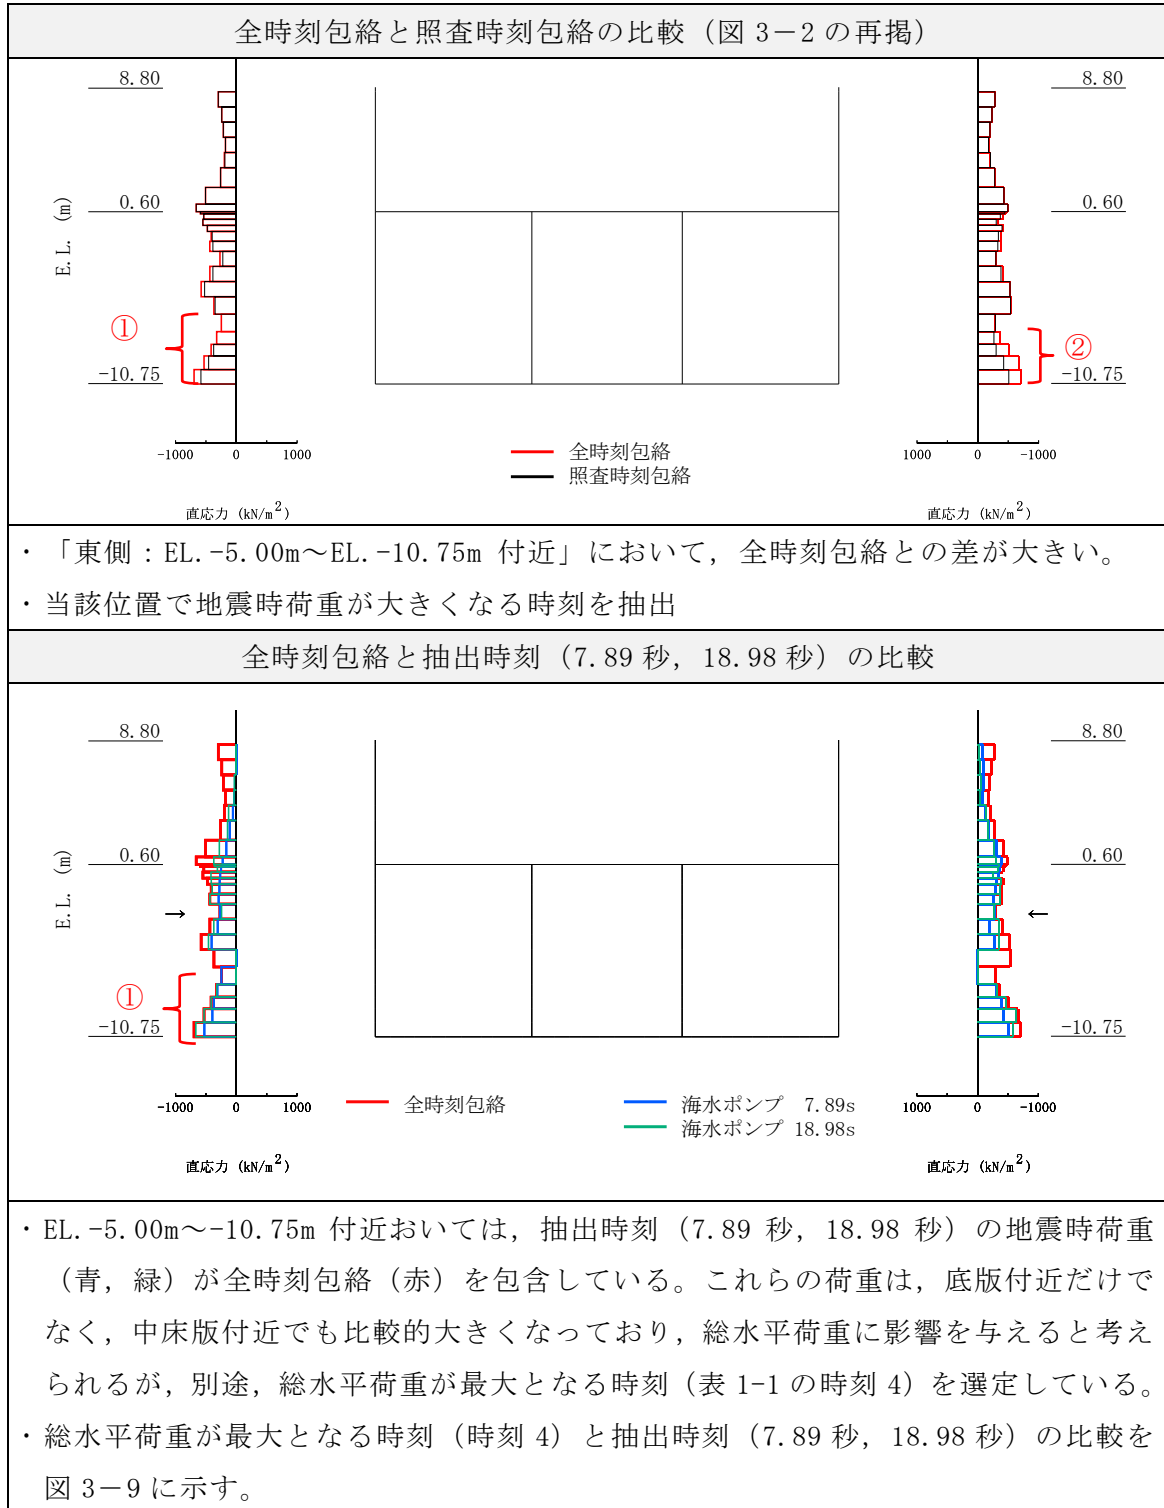 全時刻包絡と照査時刻包絡の比較（図 3－2 の再掲）
8.80
8.80
0.60
0.60
E.L. (m)
①
②
-10.75
-10.75
-1000 0 1000
1000 0 -1000
全時刻包絡
照査時刻包絡
直応力 (kN/m²)
直応力 (kN/m²)
・「東側：EL.-5.00m～EL.-10.75m 付近」において，全時刻包絡との差が大きい。
・当該位置で地震時荷重が大きくなる時刻を抽出
全時刻包絡と抽出時刻（7.89 秒，18.98 秒）の比較
8.80
8.80
0.60
0.60
E.L. (m)
→
←
①
-10.75
-10.75
-1000 0 1000
1000 0 -1000
全時刻包絡
海水ポンプ 7.89s
海水ポンプ 18.98s
直応力 (kN/m²)
直応力 (kN/m²)
・EL.-5.00m～-10.75m 付近おいては，抽出時刻（7.89 秒，18.98 秒）の地震時荷重
（青，緑）が全時刻包絡（赤）を包含している。これらの荷重は，底版付近だけで
なく，中床版付近でも比較的大きくなっており，総水平荷重に影響を与えると考え
られるが，別途，総水平荷重が最大となる時刻（表 1-1 の時刻 4）を選定している。
・総水平荷重が最大となる時刻（時刻 4）と抽出時刻（7.89 秒，18.98 秒）の比較を
図 3－9 に示す。